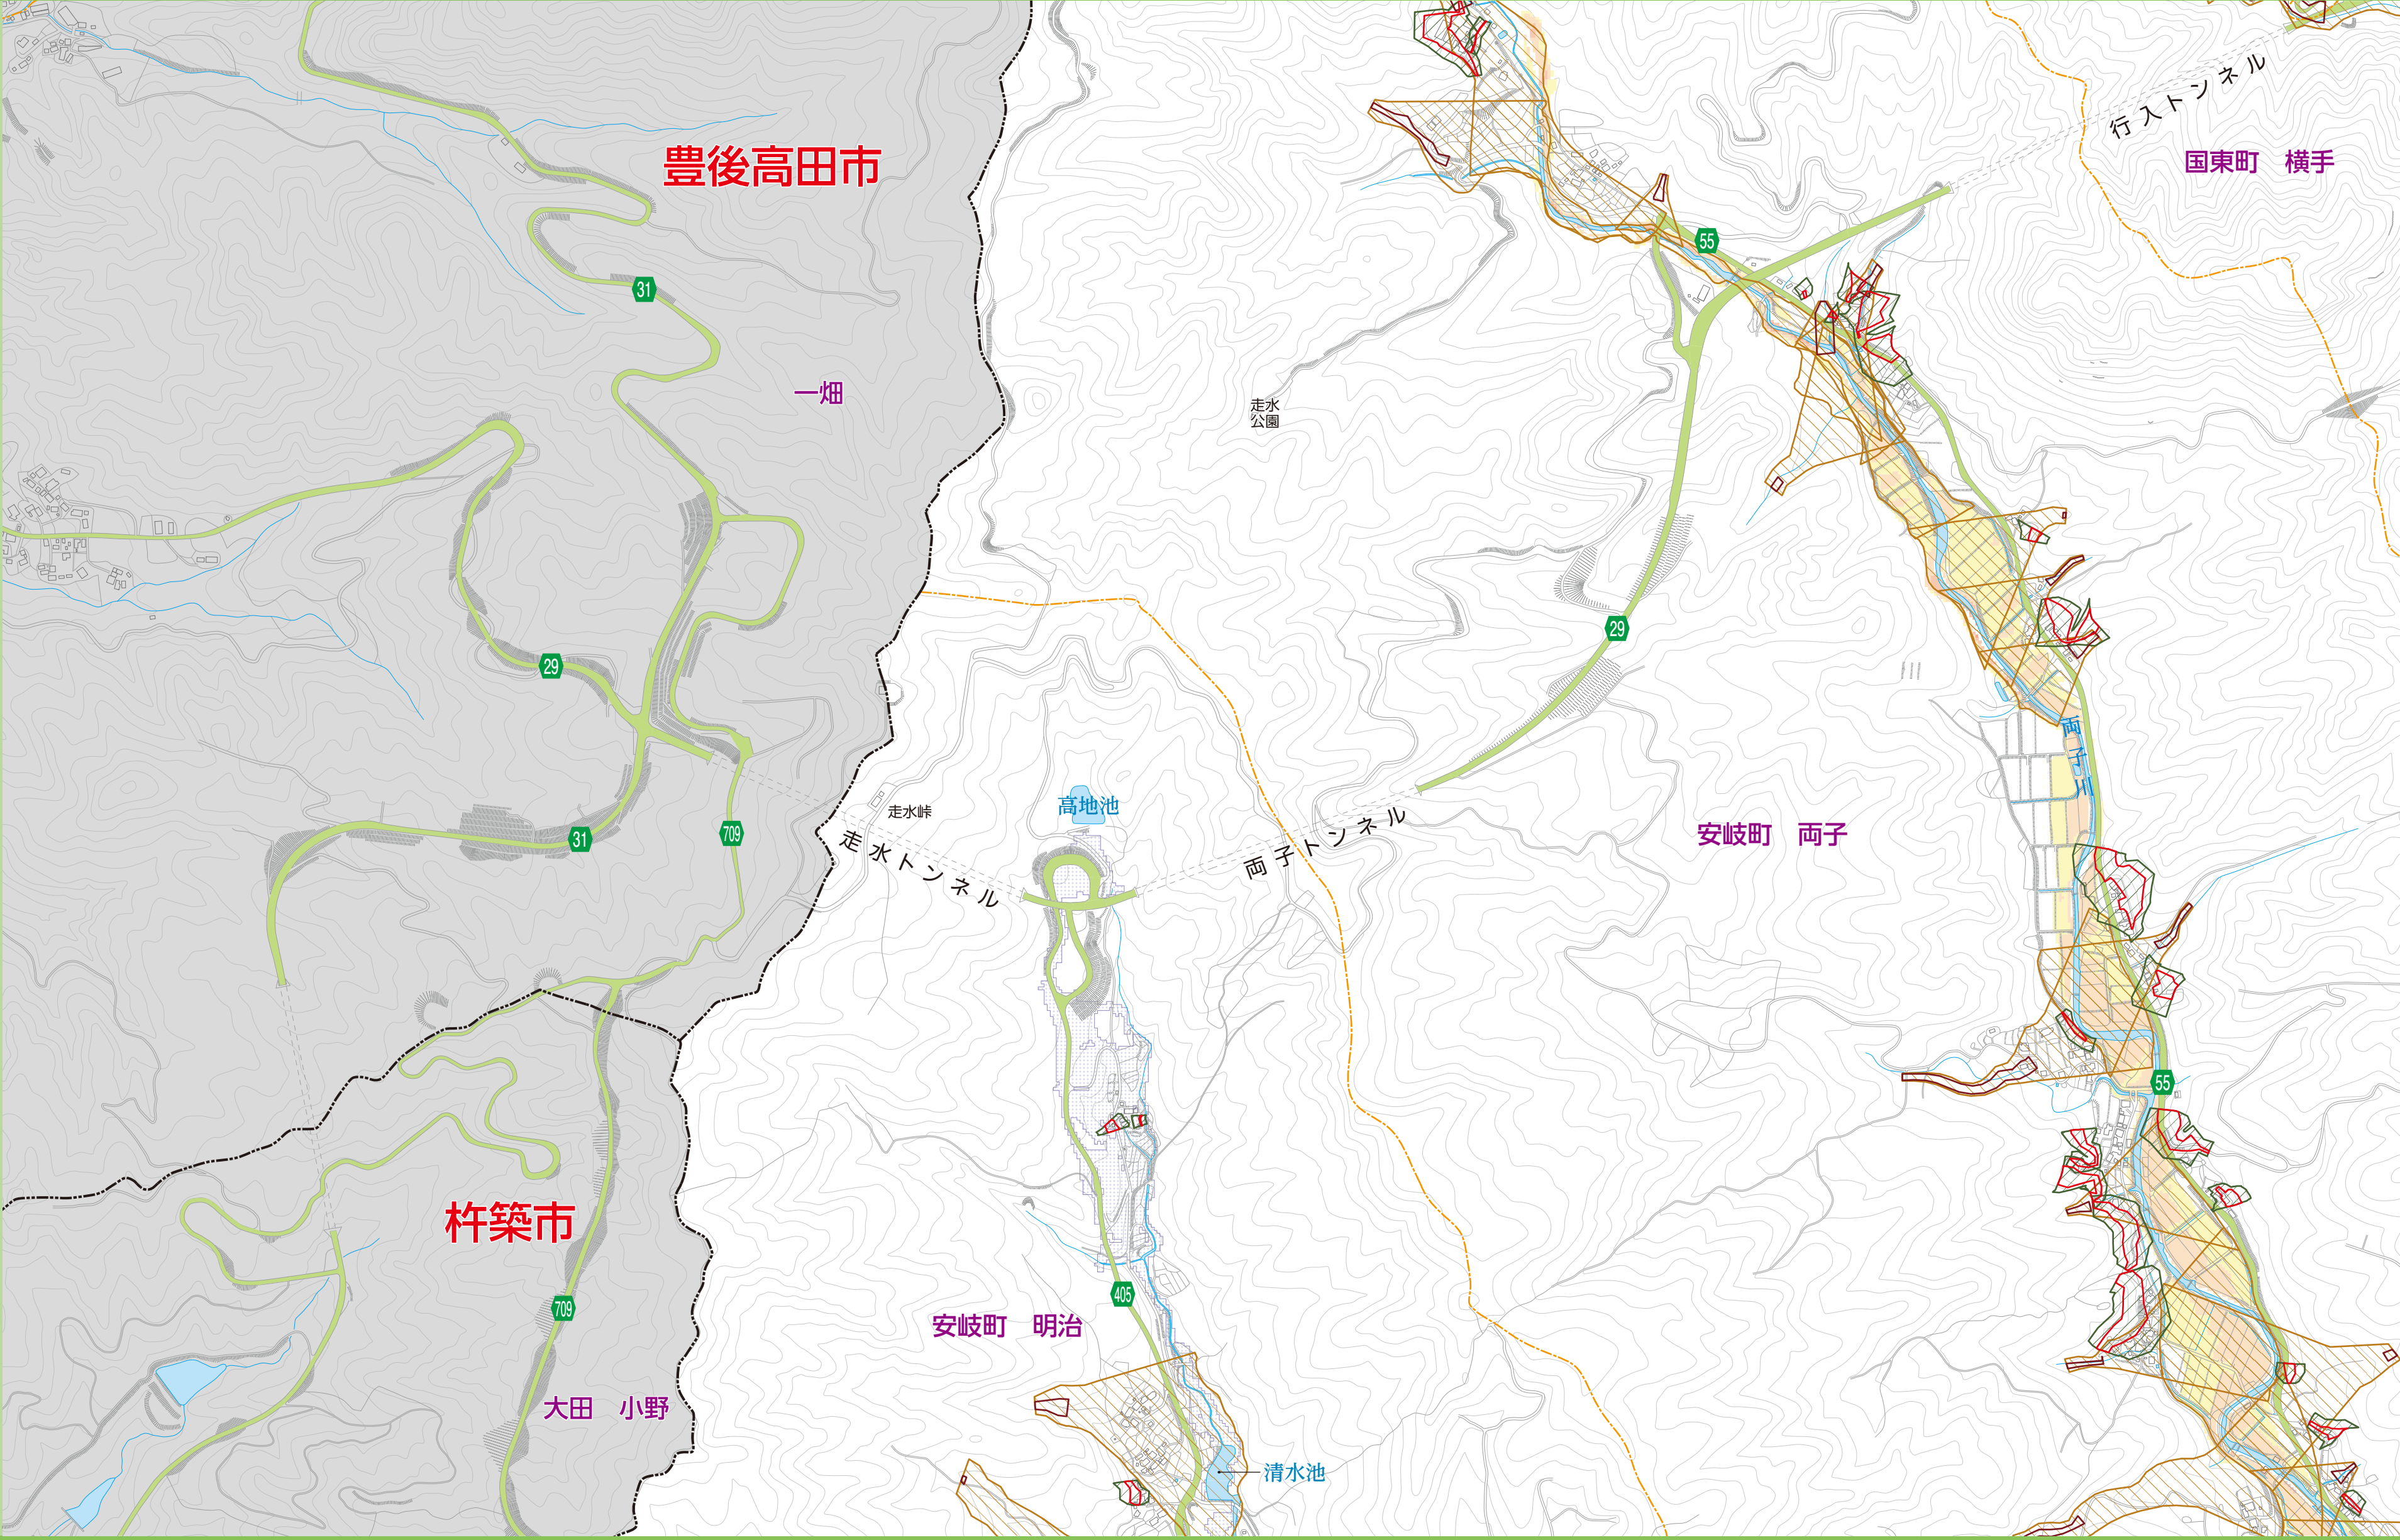 行入トンネル
豊後高田市
国東町　横手
55
31
一畑
走水
公園
29
29
両子川
高地池
走水峠
31
709
走水トンネル
両子トンネル
安岐町　両子
55
杵築市
405
709
安岐町　明治
大田　小野
清水池